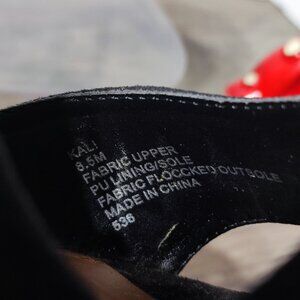 KALI
8.5M
FABRIC UPPER
PU LINING/SOLE
FABRIC FLOCCKED OUTSOLE
MADE IN CHINA
536